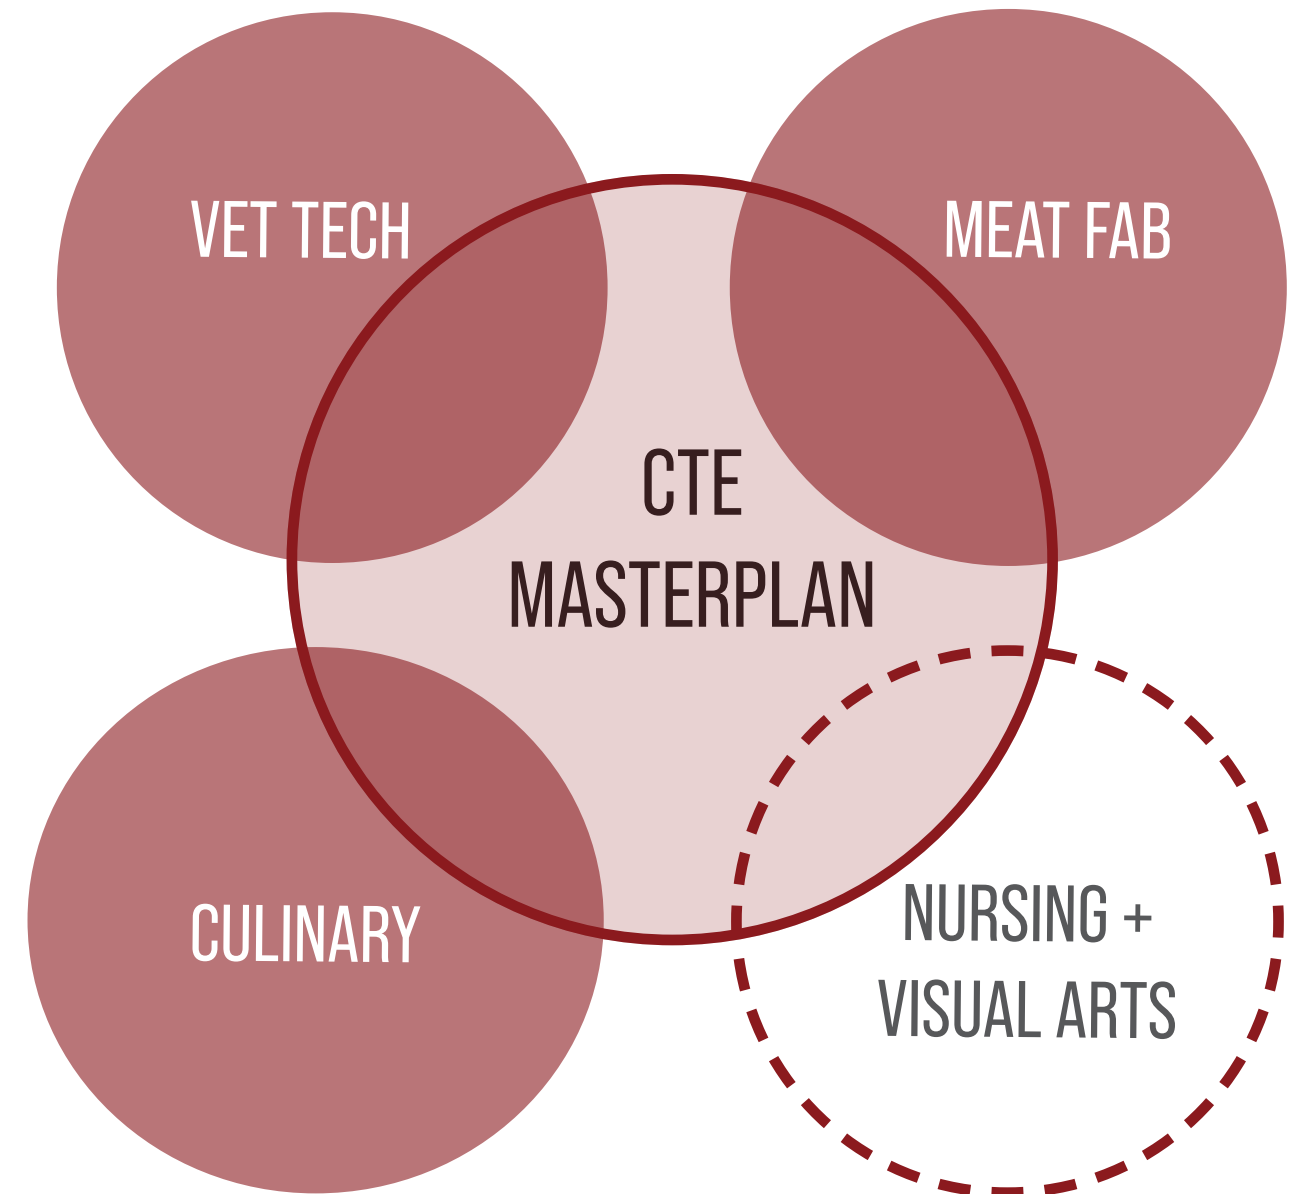 VET TECH
MEAT FAB
CTE
MASTERPLAN
CULINARY
NURSING +
VISUAL ARTS